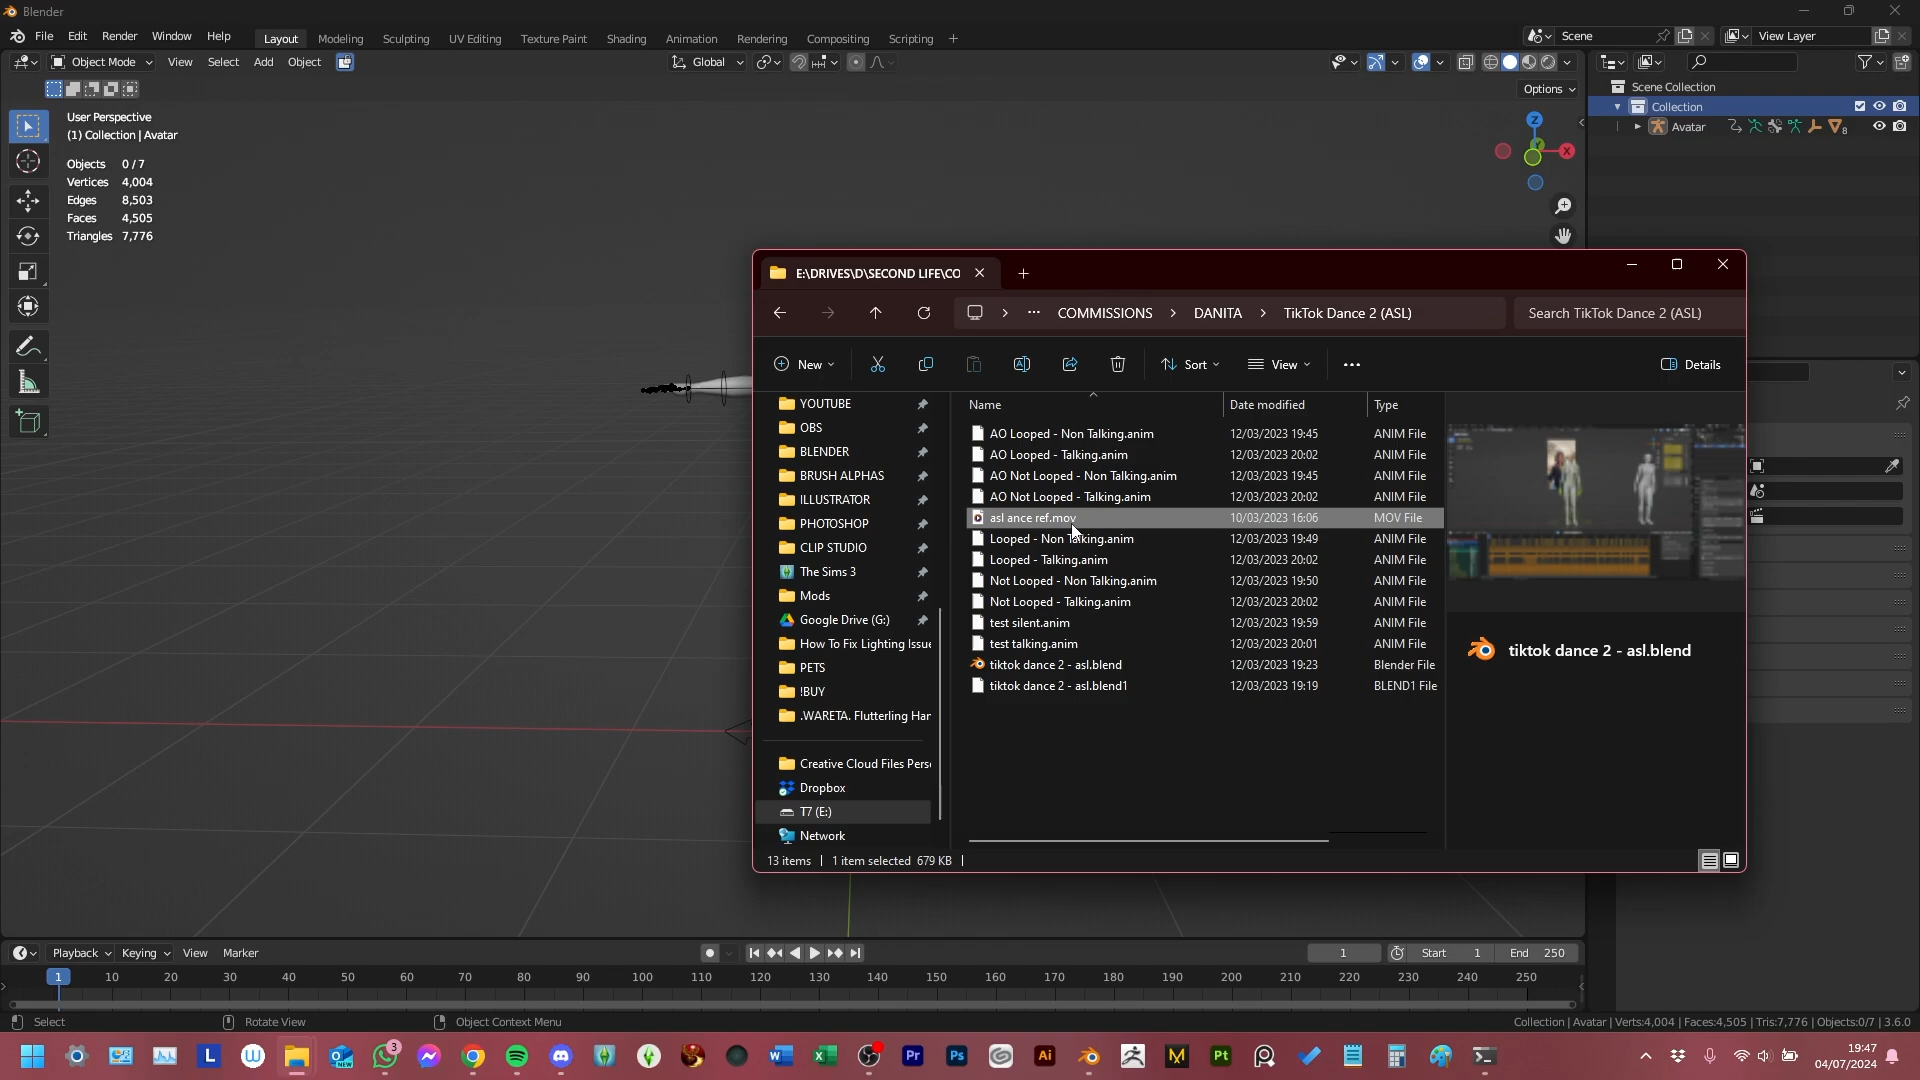 Blender
File Edit Render Window Help Layout Modeling Sculpting UV Editing Texture Paint Shading Animation Rendering Compositing Scripting + Scene View Layer
Object Mode View Select Add Object Global
Options
User Perspective
(1) Collection | Avatar
Objects 0/7
Vertices 4,004
Edges 8,503
Faces 4,505
Triangles 7,776
Z
X
Scene Collection
Collection
Avatar
8
E:\DRIVES\D\SECOND LIFE\CO
COMMISSIONS > DANITA > TikTok Dance 2 (ASL)
Search TikTok Dance 2 (ASL)
New Sort View ... Details
YOUTUBE
OBS
BLENDER
BRUSH ALPHAS
ILLUSTRATOR
PHOTOSHOP
CLIP STUDIO
The Sims 3
Mods
Google Drive (G:)
How To Fix Lighting Issue
PETS
!BUY
.WARETA. Flutterling Har
Creative Cloud Files Perso
Dropbox
T7 (E:)
Network
Name Date modified Type
AO Looped - Non Talking.anim 12/03/2023 19:45 ANIM File
AO Looped - Talking.anim 12/03/2023 20:02 ANIM File
AO Not Looped - Non Talking.anim 12/03/2023 19:45 ANIM File
AO Not Looped - Talking.anim 12/03/2023 20:02 ANIM File
asl ance ref.mov 10/03/2023 16:06 MOV File
Looped - Non Talking.anim 12/03/2023 19:49 ANIM File
Looped - Talking.anim 12/03/2023 20:02 ANIM File
Not Looped - Non Talking.anim 12/03/2023 19:50 ANIM File
Not Looped - Talking.anim 12/03/2023 20:02 ANIM File
test silent.anim 12/03/2023 19:59 ANIM File
test talking.anim 12/03/2023 20:01 ANIM File
tiktok dance 2 - asl.blend 12/03/2023 19:23 Blender File
tiktok dance 2 - asl.blend1 12/03/2023 19:19 BLEND1 File
tiktok dance 2 - asl.blend
13 items | 1 item selected 679 KB |
Playback Keying View Marker 1 Start 1 End 250
1 10 20 30 40 50 60 70 80 90 100 110 120 130 140 150 160 170 180 190 200 210 220 230 240 250
Select Rotate View Object Context Menu Collection | Avatar | Verts:4,004 | Faces:4,505 | Tris:7,776 | Objects:0/7 | 3.6.0
L W NEW 3 W X Pr Ps Ai M Pt
19:47
04/07/2024